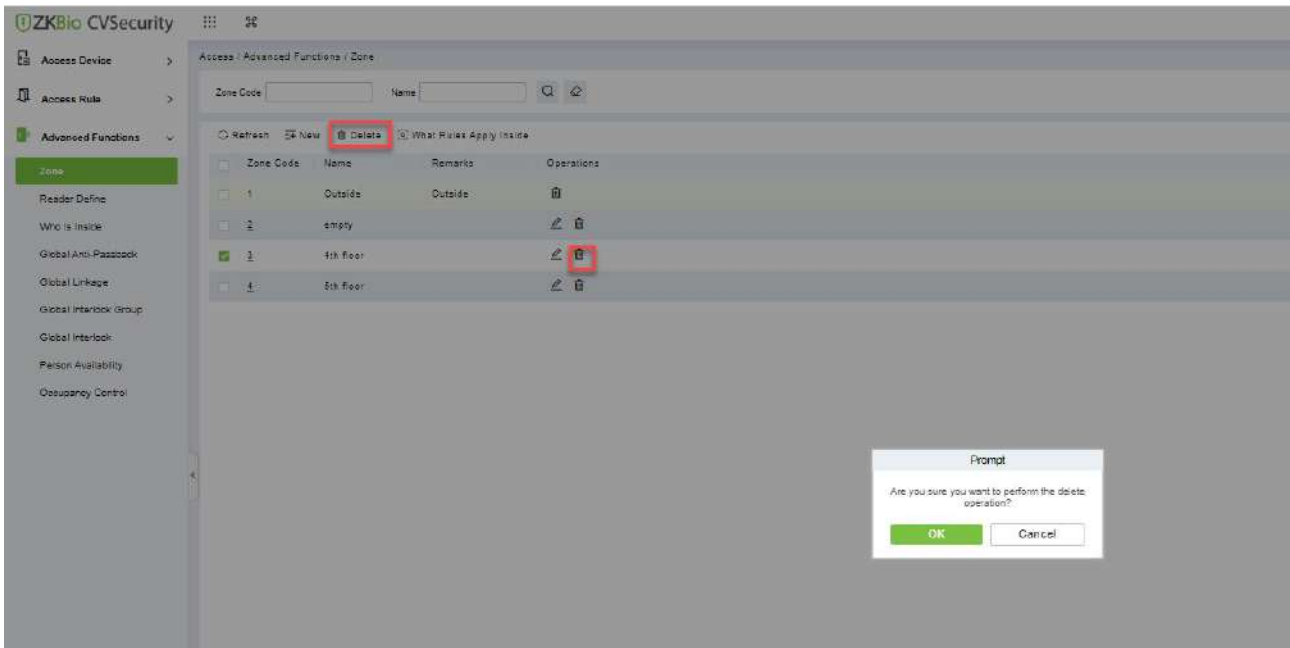 ZKBio CVSecurity
Access Device
Access Rule
Advanced Functions
Zone
Reader Define
Who Is Inside
Global Anti-Passback
Global Linkage
Global Interlock Group
Global Interlock
Person Availability
Occupancy Control
Access / Advanced Functions / Zone
Zone Code Name
Refresh New Delete What Rules Apply Inside
Zone Code Name Remarks Operations
1 Outside Outside
2 empty
3 4th floor
4 5th floor
Prompt
Are you sure you want to perform the delete
operation?
OK Cancel